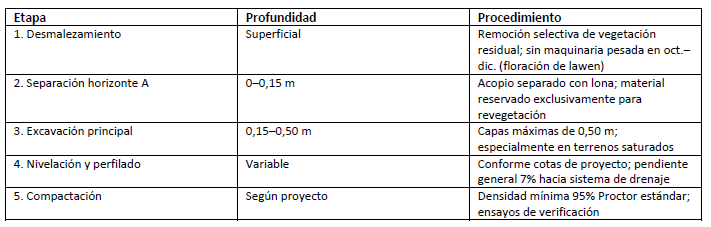 Etapa Profundidad Procedimiento
1. Desmalezamiento Superficial Remoción selectiva de vegetación
residual; sin maquinaria pesada en oct.–
dic. (floración de lawen)
2. Separación horizonte A 0–0,15 m Acopio separado con lona; material
reservado exclusivamente para
revegetación
3. Excavación principal 0,15–0,50 m Capas máximas de 0,50 m;
especialmente en terrenos saturados
4. Nivelación y perfilado Variable Conforme cotas de proyecto; pendiente
general 7% hacia sistema de drenaje
5. Compactación Según proyecto Densidad mínima 95% Proctor estándar;
ensayos de verificación